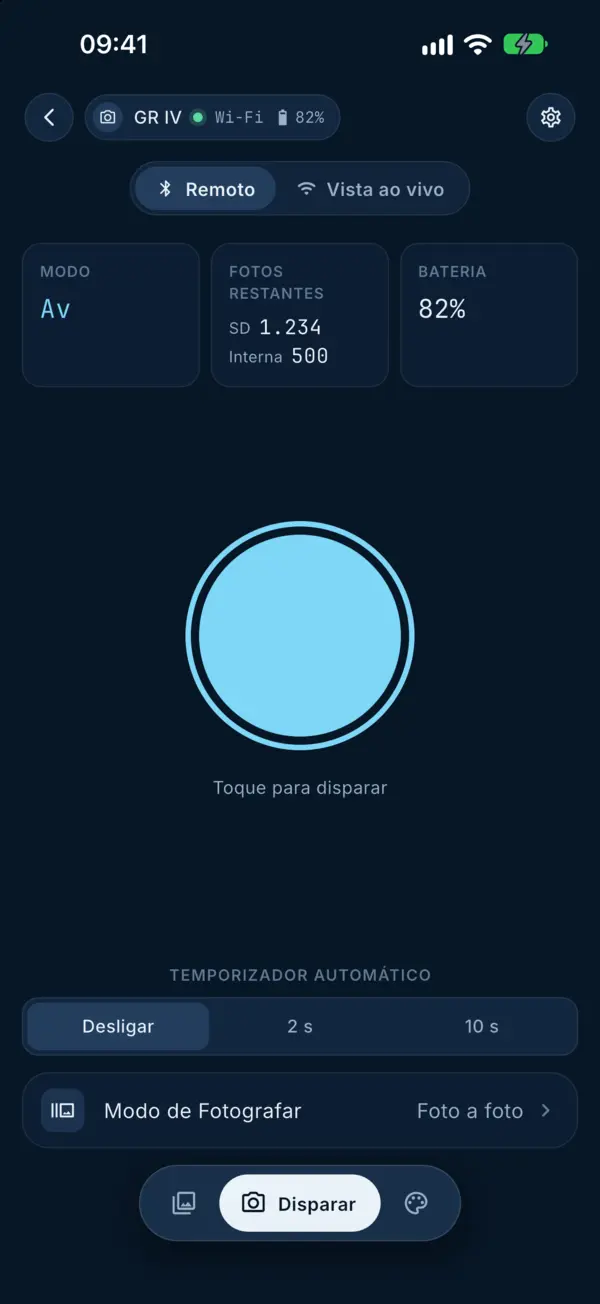 09:41
GR IV Wi-Fi 82%
Remoto Vista ao vivo
MODO
Av
FOTOS
RESTANTES
SD 1.234
Interna 500
BATERIA
82%
Toque para disparar
TEMPORIZADOR AUTOMÁTICO
Desligar 2 s 10 s
Modo de Fotografar Foto a foto
Disparar